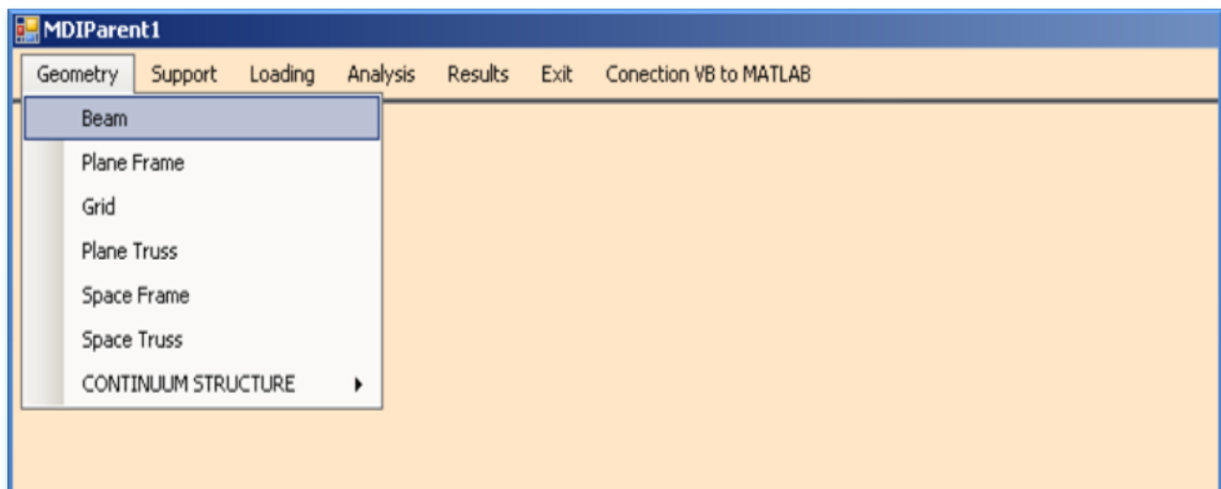 MDIParent1
Geometry Support Loading Analysis Results Exit Conection VB to MATLAB
Beam
Plane Frame
Grid
Plane Truss
Space Frame
Space Truss
CONTINUUM STRUCTURE